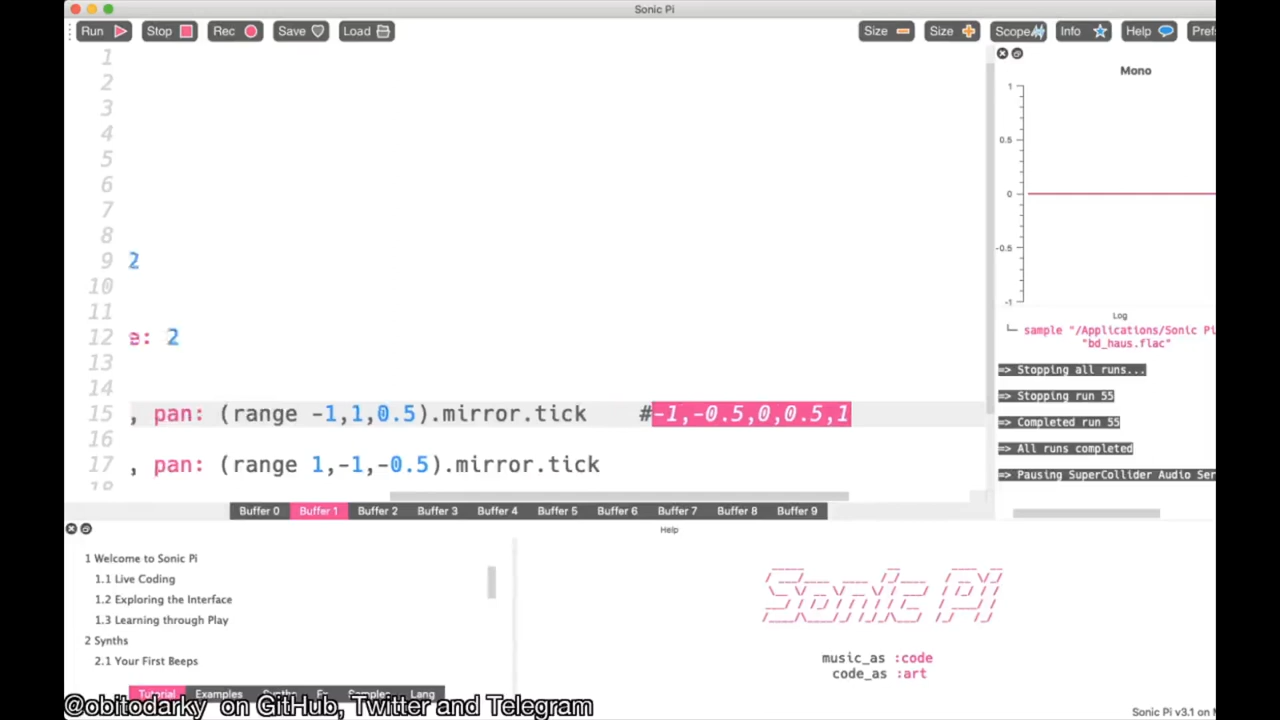 Sonic Pi
Run Stop Rec Save Load Size Size Scope Info Help Prefs
1
2
3
4
5
6
7
8
9 2
10
11
12 e: 2
13
14
15 , pan: (range -1,1,0.5).mirror.tick #-1,-0.5,0,0.5,1
16
17 , pan: (range 1,-1,-0.5).mirror.tick
18
Mono
1
0.5
0
-0.5
-1
Log
└─ sample "/Applications/Sonic Pi
"bd_haus.flac"
=> Stopping all runs...
=> Stopping run 55
=> Completed run 55
=> All runs completed
=> Pausing SuperCollider Audio Ser
Buffer 0 Buffer 1 Buffer 2 Buffer 3 Buffer 4 Buffer 5 Buffer 6 Buffer 7 Buffer 8 Buffer 9
Help
1 Welcome to Sonic Pi
1.1 Live Coding
1.2 Exploring the Interface
1.3 Learning through Play
2 Synths
2.1 Your First Beeps
Sonic Pi
music_as :code
code_as :art
Tutorial Examples Synths Fx Samples Lang
@obitodarky on GitHub, Twitter and Telegram
Sonic Pi v3.1 on M